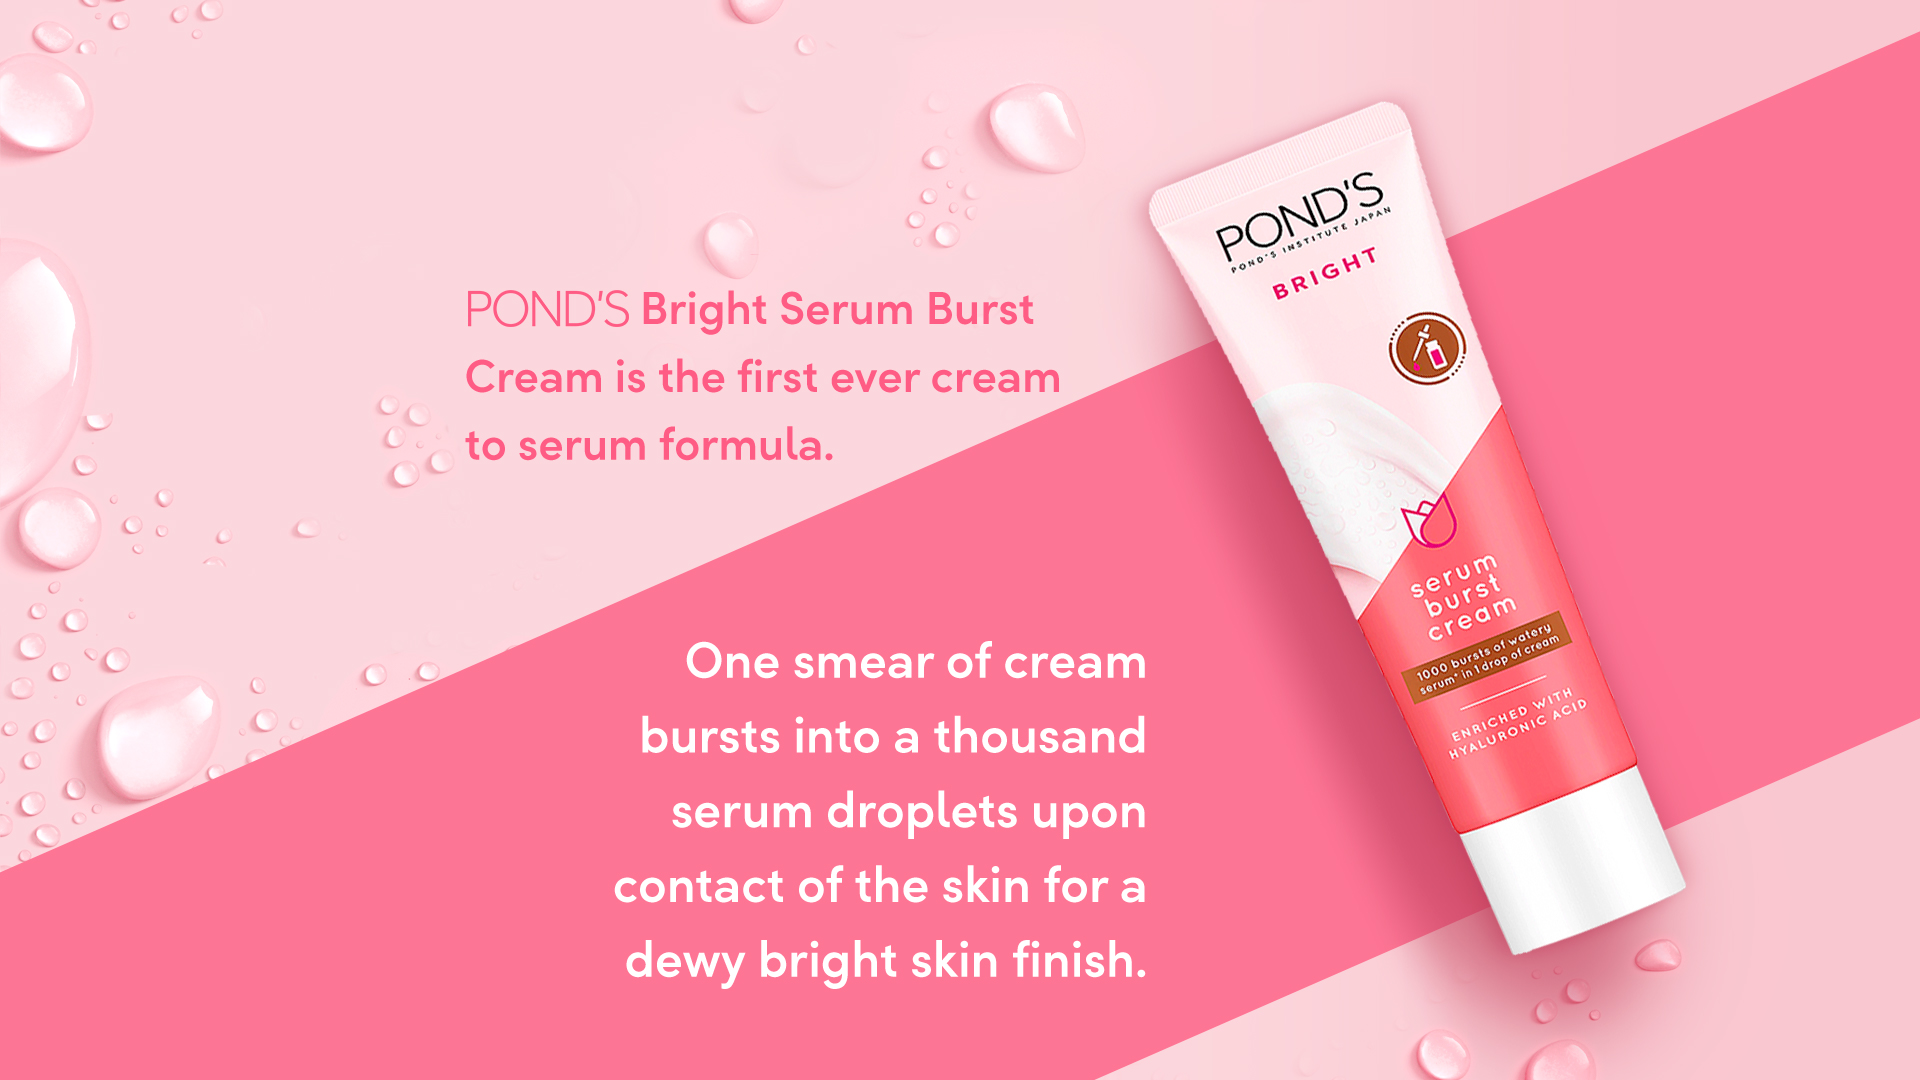 POND'S Bright Serum Burst
Cream is the first ever cream
to serum formula.
One smear of cream
bursts into a thousand
serum droplets upon
contact of the skin for a
dewy bright skin finish.
POND'S
POND'S INSTITUTE JAPAN
BRIGHT
serum
burst
cream
1000 bursts of watery
serum* in 1 drop of cream
ENRICHED WITH
HYALURONIC ACID